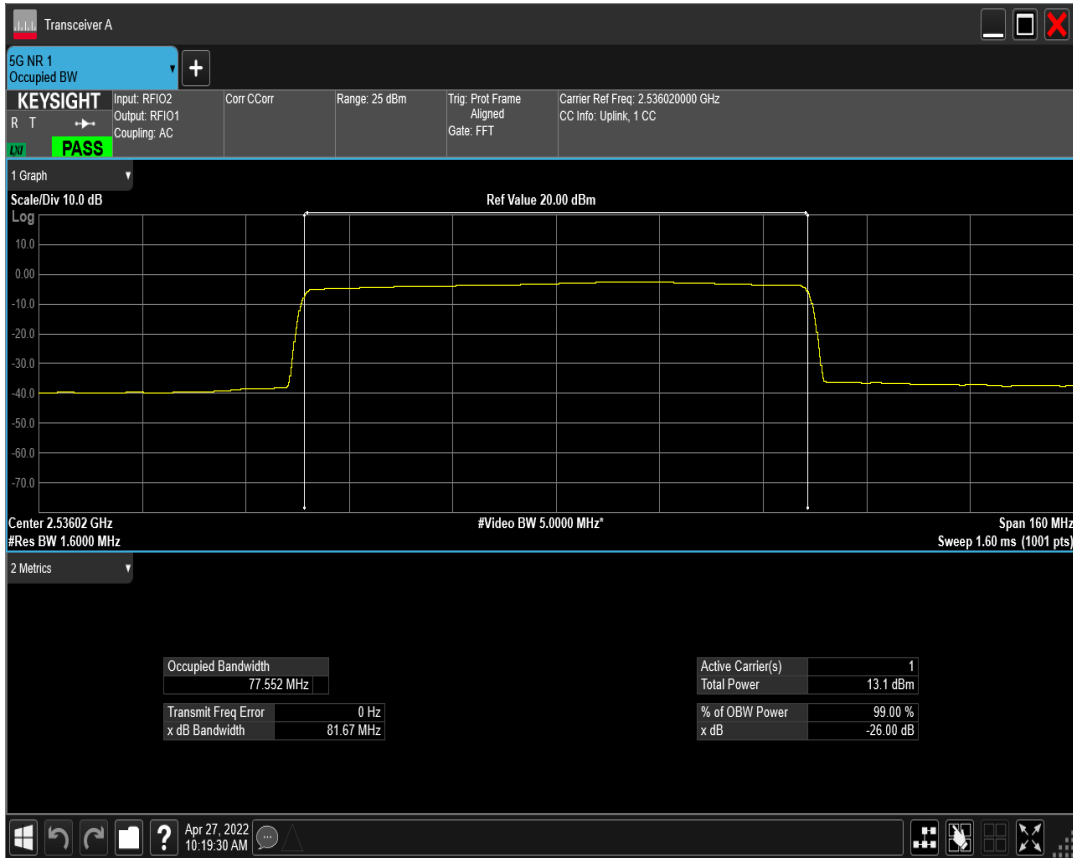 Transceiver A
5G NR 1
Occupied BW
KEYSIGHT
R T
LXI
PASS
Input: RFIO2
Output: RFIO1
Coupling: AC
Corr CCorr
Range: 25 dBm
Trig: Prot Frame
Aligned
Gate: FFT
Carrier Ref Freq: 2.536020000 GHz
CC Info: Uplink, 1 CC
1 Graph
Scale/Div 10.0 dB
Ref Value 20.00 dBm
Log
10.0
0.00
-10.0
-20.0
-30.0
-40.0
-50.0
-60.0
-70.0
Center 2.53602 GHz
#Video BW 5.0000 MHz*
Span 160 MHz
#Res BW 1.6000 MHz
Sweep 1.60 ms (1001 pts)
2 Metrics
Occupied Bandwidth
77.552 MHz
Transmit Freq Error 0 Hz
x dB Bandwidth 81.67 MHz
Active Carrier(s) 1
Total Power 13.1 dBm
% of OBW Power 99.00 %
x dB -26.00 dB
Apr 27, 2022
10:19:30 AM